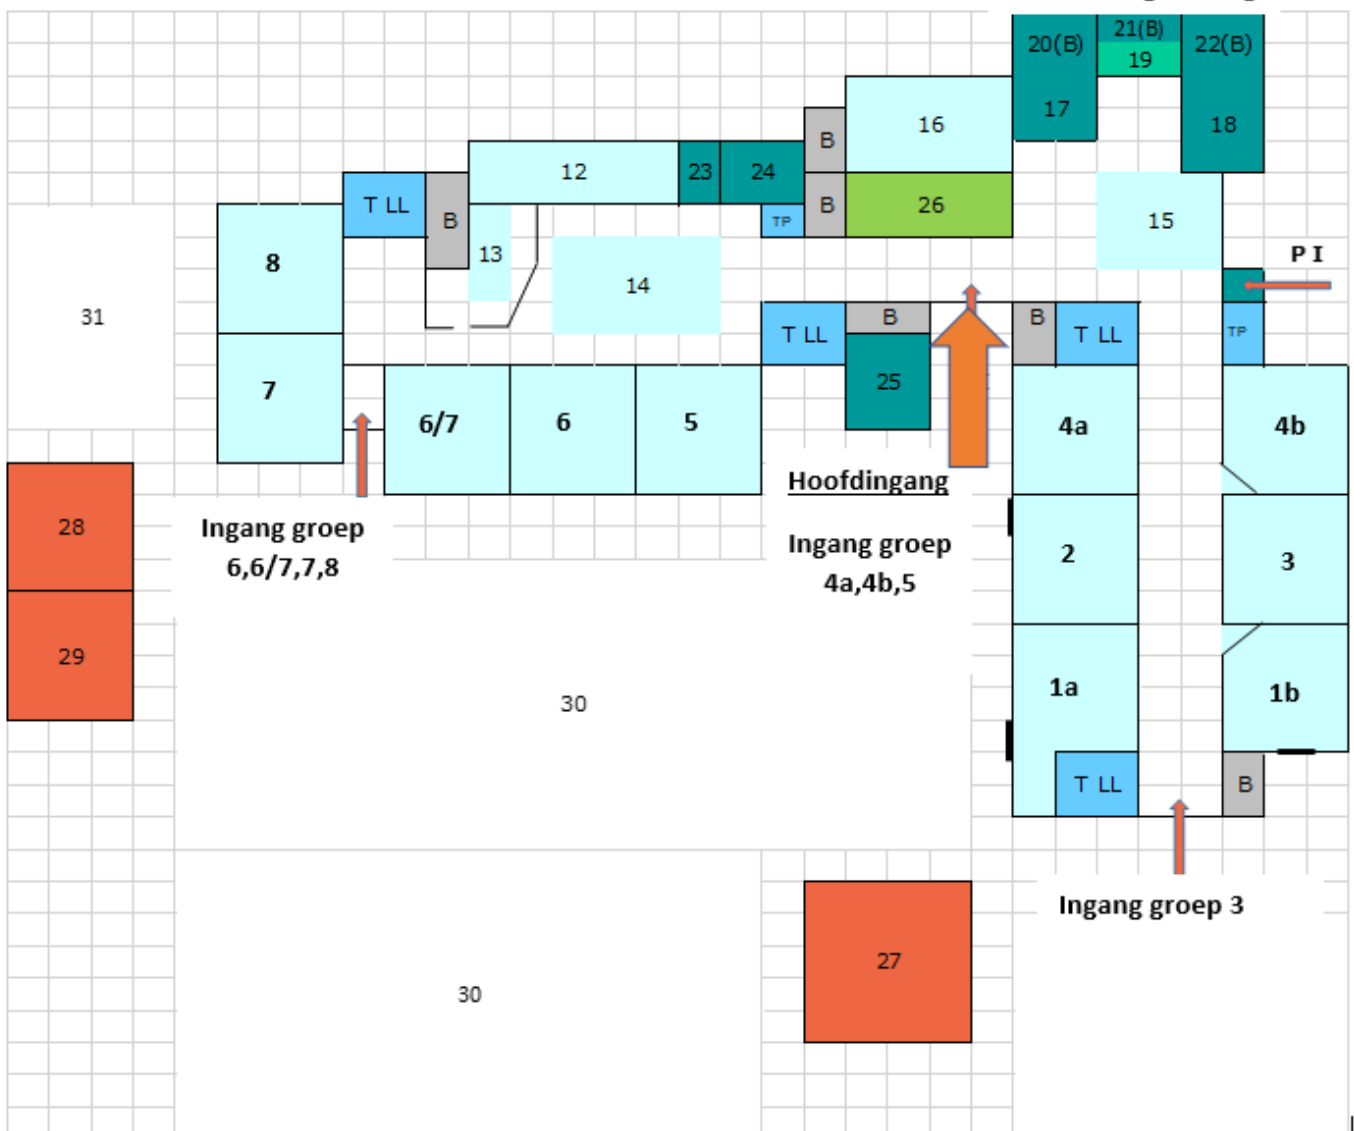 20(B)
21(B)
22(B)
19
17
18
16
B
12
23
24
T LL
B
TP
B
26
15
8
13
14
P I
31
T LL
B
B
T LL
TP
7
25
6/7
6
5
4a
4b
Hoofdingang
28
Ingang groep
6,6/7,7,8
Ingang groep
4a,4b,5
2
3
29
1a
1b
30
T LL
B
Ingang groep 3
27
30